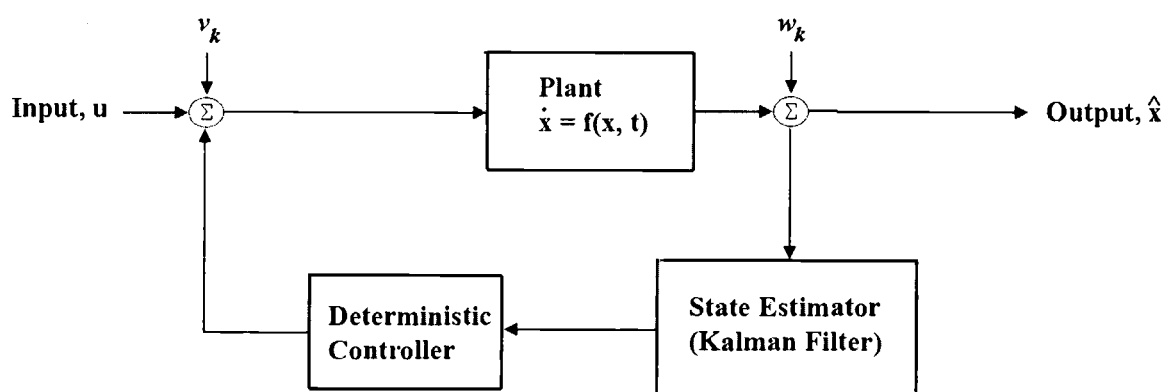 v_k
w_k
Input, u
Σ
Plant
ẋ = f(x, t)
Σ
Output, x̂
Deterministic
Controller
State Estimator
(Kalman Filter)